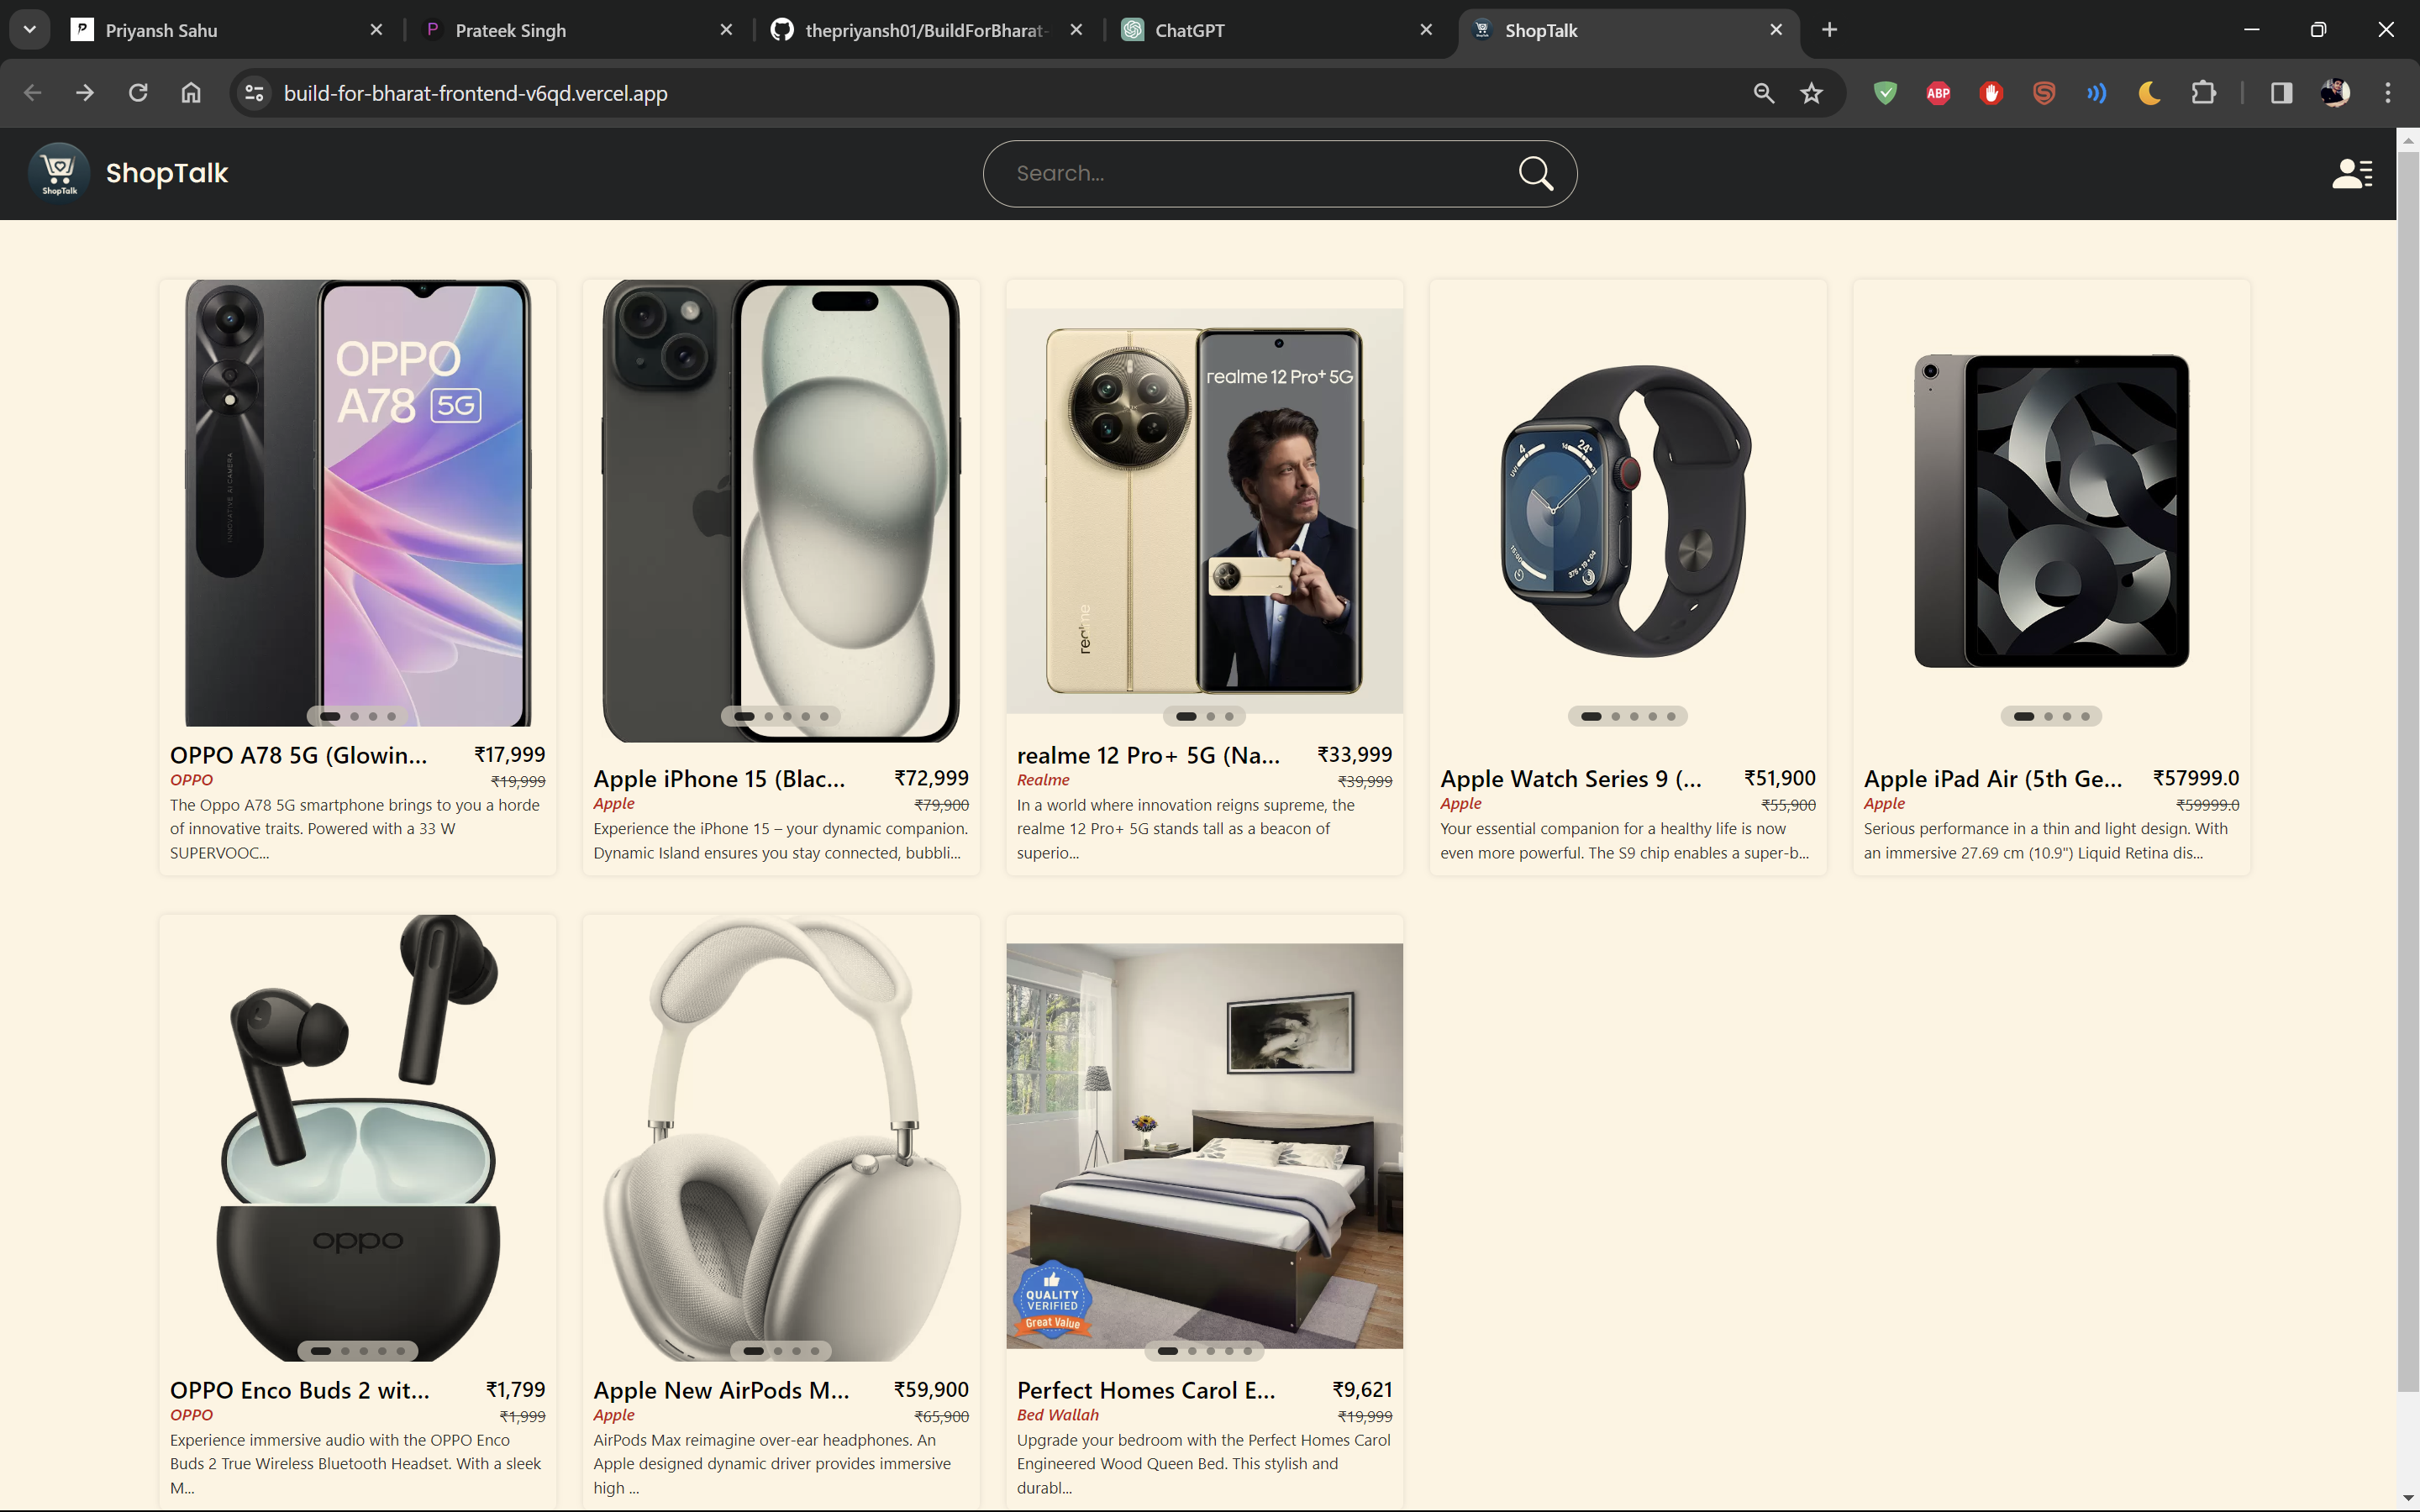 Priyansh Sahu
Prateek Singh
thepriyansh01/BuildForBharat-
ChatGPT
ShopTalk
build-for-bharat-frontend-v6qd.vercel.app
ABP
ShopTalk
ShopTalk
Search...
OPPO
A78 5G
INNOVATIVE AI CAMERA
realme 12 Pro+ 5G
realme
OPPO A78 5G (Glowin... ₹17,999
OPPO ₹19,999
The Oppo A78 5G smartphone brings to you a horde
of innovative traits. Powered with a 33 W
SUPERVOOC...
Apple iPhone 15 (Blac... ₹72,999
Apple ₹79,900
Experience the iPhone 15 – your dynamic companion.
Dynamic Island ensures you stay connected, bubbli...
realme 12 Pro+ 5G (Na... ₹33,999
Realme ₹39,999
In a world where innovation reigns supreme, the
realme 12 Pro+ 5G stands tall as a beacon of
superio...
Apple Watch Series 9 (... ₹51,900
Apple ₹55,900
Your essential companion for a healthy life is now
even more powerful. The S9 chip enables a super-b...
Apple iPad Air (5th Ge... ₹57999.0
Apple ₹59999.0
Serious performance in a thin and light design. With
an immersive 27.69 cm (10.9") Liquid Retina dis...
oppo
QUALITY
VERIFIED
Great Value
OPPO Enco Buds 2 wit... ₹1,799
OPPO ₹1,999
Experience immersive audio with the OPPO Enco
Buds 2 True Wireless Bluetooth Headset. With a sleek
M...
Apple New AirPods M... ₹59,900
Apple ₹65,900
AirPods Max reimagine over-ear headphones. An
Apple designed dynamic driver provides immersive
high ...
Perfect Homes Carol E... ₹9,621
Bed Wallah ₹19,999
Upgrade your bedroom with the Perfect Homes Carol
Engineered Wood Queen Bed. This stylish and
durabl...